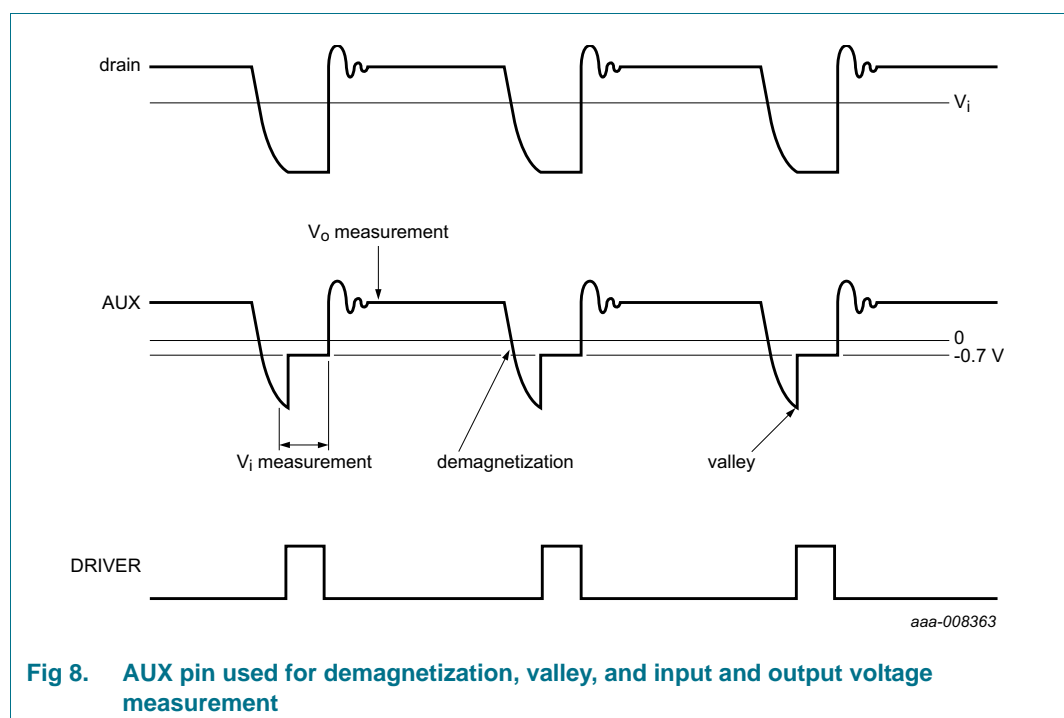 drain
Vi
Vo measurement
AUX
0
-0.7 V
Vi measurement
demagnetization
valley
DRIVER
aaa-008363
Fig 8. AUX pin used for demagnetization, valley, and input and output voltage
measurement